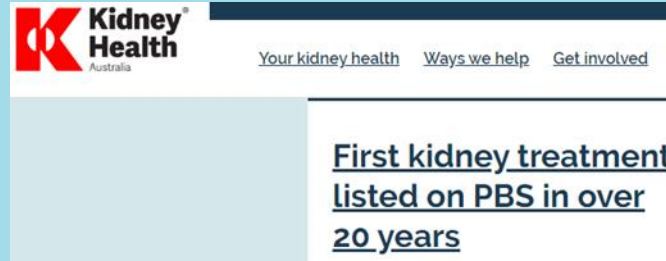 Kidney®
Health
Australia
Your kidney health Ways we help Get involved
First kidney treatment
listed on PBS in over
20 years